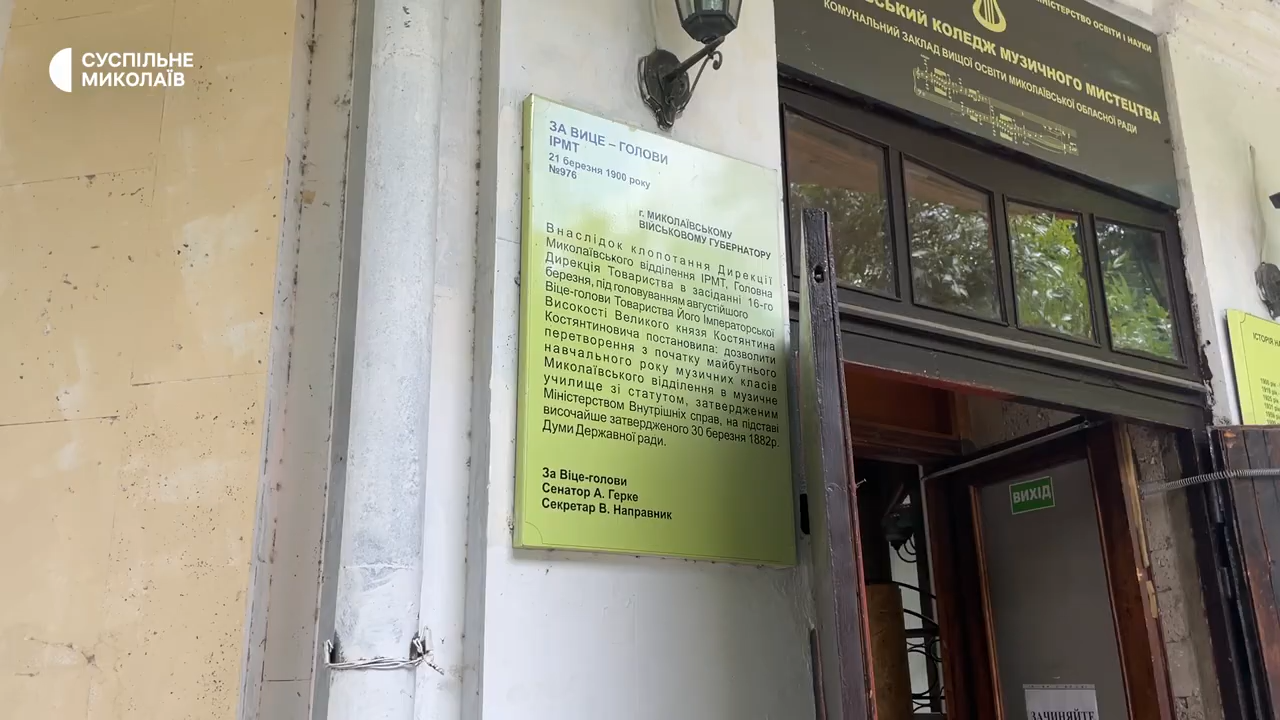 СУСПІЛЬНЕ
МИКОЛАЇВ
МІНІСТЕРСТВО ОСВІТИ І НАУКИ
КОЛЕДЖ МУЗИЧНОГО МИСТЕЦТВА
КОМУНАЛЬНИЙ ЗАКЛАД ВИЩОЇ ОСВІТИ МИКОЛАЇВСЬКОЇ ОБЛАСНОЇ РАДИ
ЗА ВИЦЕ – ГОЛОВИ
ІРМТ
21 березня 1900 року
№976
г. МИКОЛАЇВСЬКОМУ
ВІЙСЬКОВОМУ ГУБЕРНАТОРУ
Внаслідок клопотання Дирекції
Миколаївського відділення ІРМТ, Головна
Дирекція Товариства в засіданні 16-го
березня, під головуванням августійшого
Віце-голови Товариства Його Імператорської
Високості Великого князя Костянтина
Костянтиновича постановила: дозволити
перетворення з початку майбутнього
навчального року музичних класів
Миколаївського відділення в музичне
училище зі статутом, затвердженим
Міністерством Внутрішніх справ, на підставі
височайше затвердженого 30 березня 1882р.
Думи Державної ради.
За Віце-голови
Сенатор А. Герке
Секретар В. Направник
ВИХІД
ІСТОРІЯ
ЗАЧИНЯЙТЕ